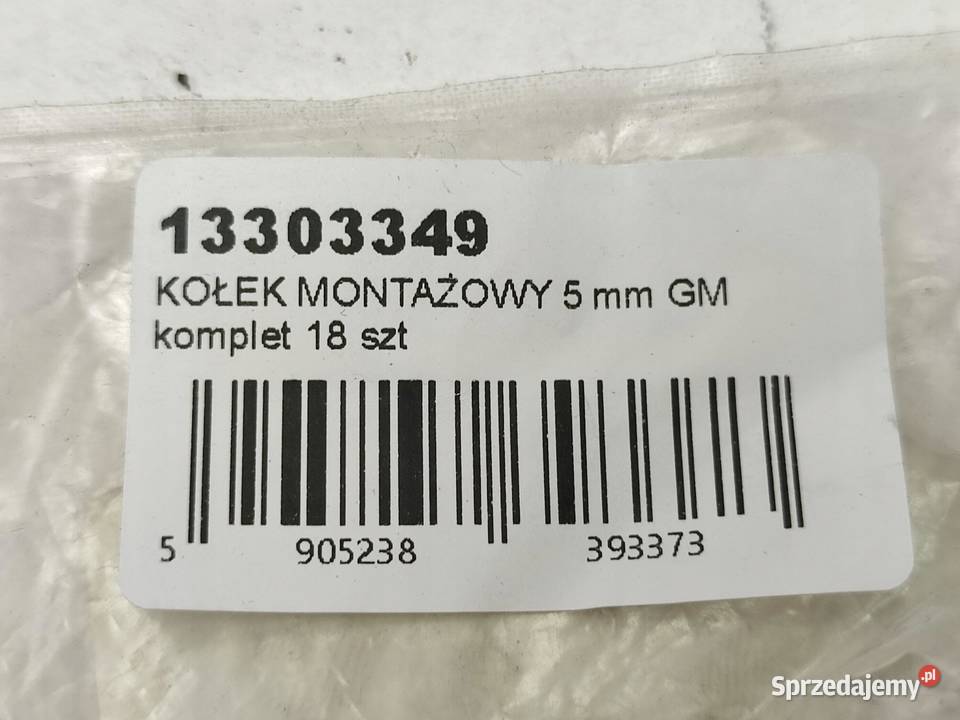 13303349
KOŁEK MONTAŻOWY 5 mm GM
komplet 18 szt
5 905238 393373
Sprzedajemy.pl